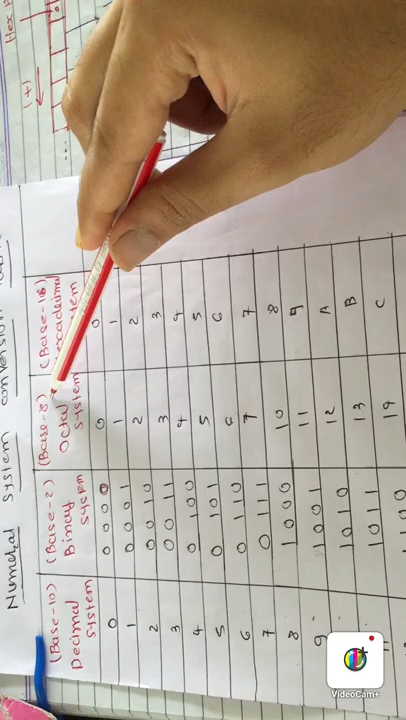 Numeral System Conversion
(Base-10) (Base-2) (Base-8) (Base-16)
Decimal Binary Octal Hexadecimal
System System System System
0 0000 0 0
1 0001 1 1
2 0010 2 2
3 0011 3 3
4 0100 4 4
5 0101 5 5
6 0110 6 6
7 0111 7 7
8 1000 10 8
9 1001 11 9
1010 12 A
1011 13 B
1100 14 C
(+)
VideoCam+